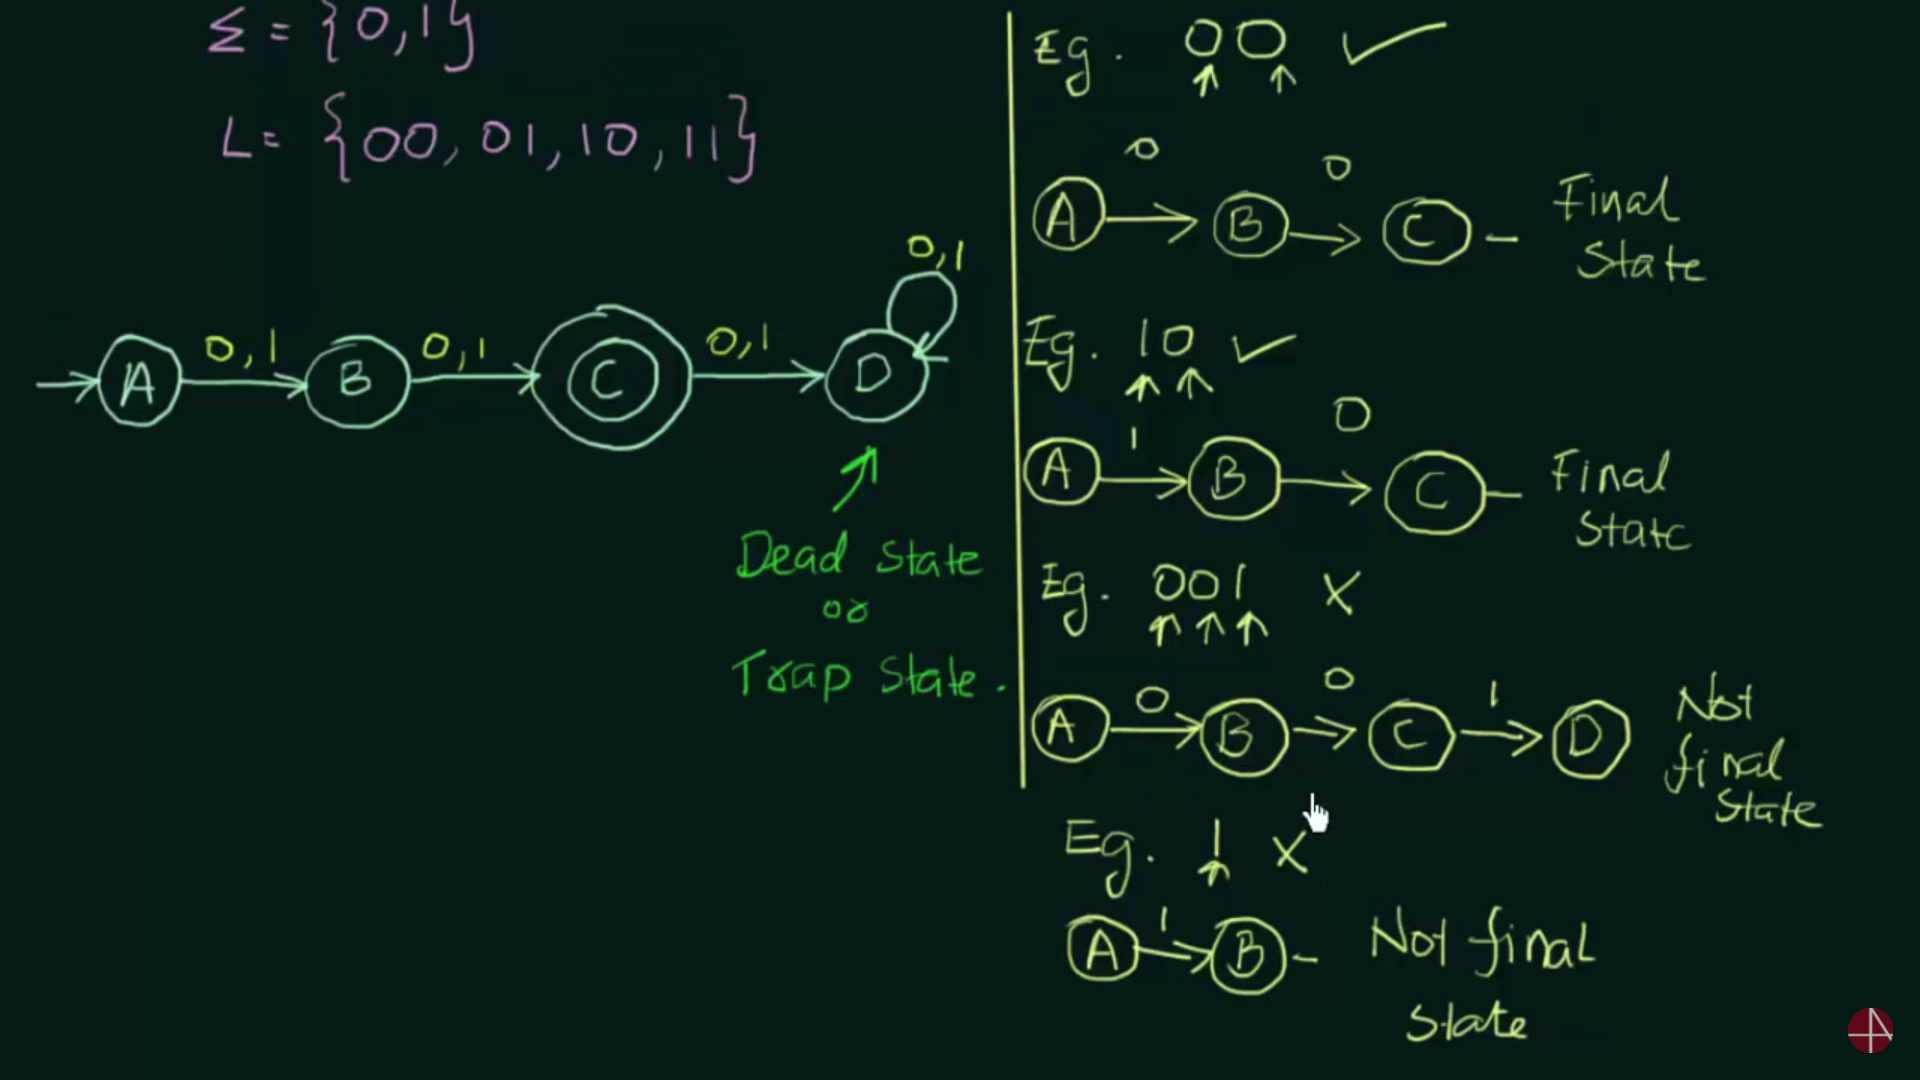 Σ = {0,1}
L = {00, 01, 10, 11}
A 0,1 B 0,1 C 0,1 D 0,1
Dead State
or
Trap State.
Eg. 00 ✓
A 0 B 0 C – Final
State
Eg. 10 ✓
A 1 B 0 C – Final
State
Eg. 001 x
A 0 B 0 C 1 D Not
final
State
Eg. 1 x
A 1 B – Not final
State